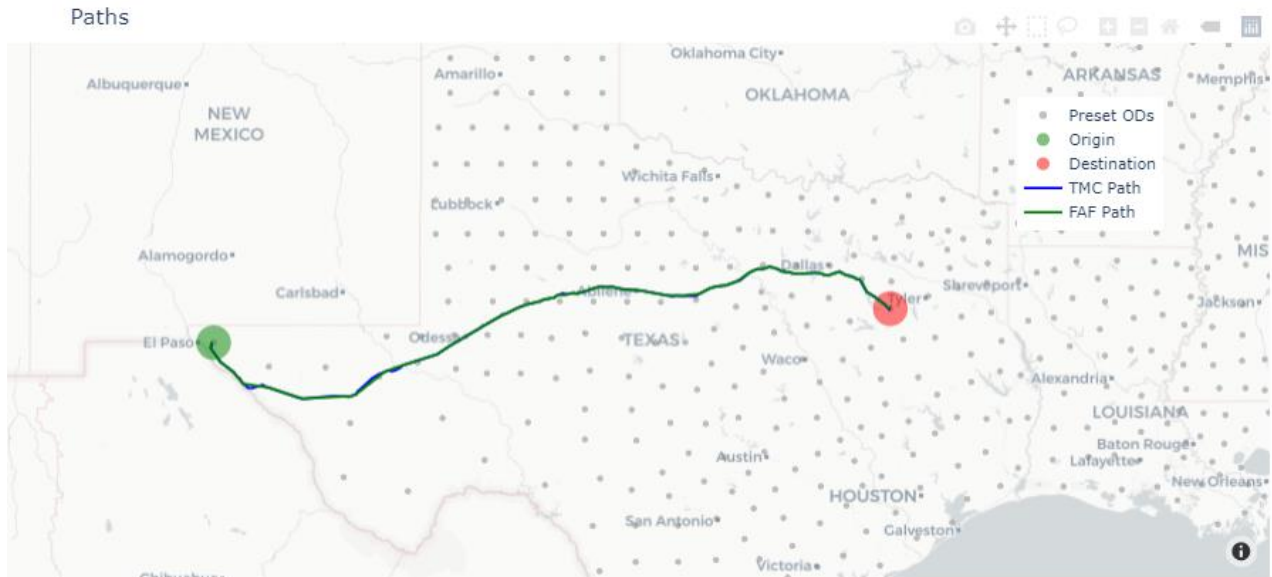 Paths
Oklahoma City
Amarillo
ARKANSAS
Memphis
Albuquerque
OKLAHOMA
NEW
MEXICO
Preset ODs
Origin
Destination
TMC Path
FAF Path
Wichita Falls
Lubbock
MIS
Alamogordo
Dallas
Carlsbad
Abilene
Tyler
Shreveport
Jackson
El Paso
Odessa
TEXAS
Waco
Alexandria
LOUISIANA
Baton Rouge
Austin
Lafayette
New Orleans
HOUSTON
San Antonio
Galveston
Victoria
Chihuahua
i